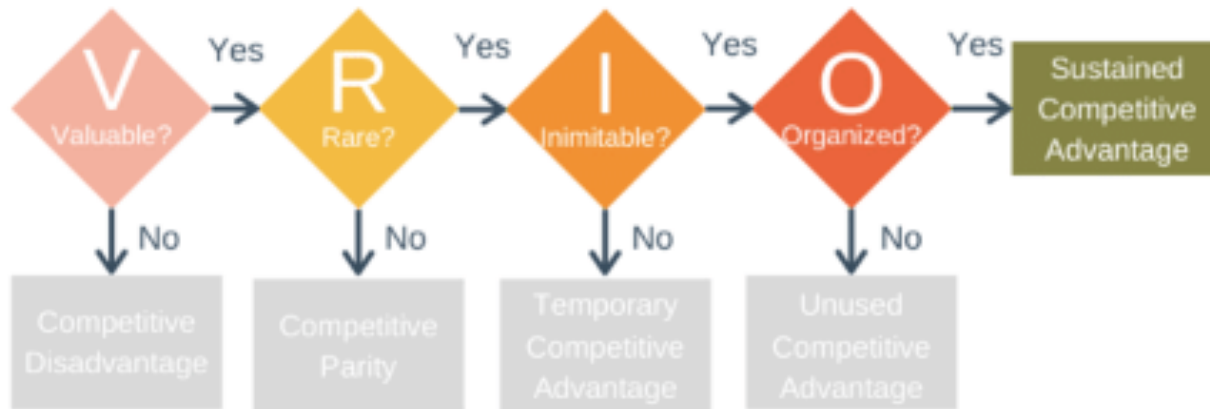 V
Valuable?
Yes
R
Rare?
Yes
I
Inimitable?
Yes
O
Organized?
Yes
Sustained
Competitive
Advantage
No
No
No
No
Competitive
Disadvantage
Competitive
Parity
Temporary
Competitive
Advantage
Unused
Competitive
Advantage